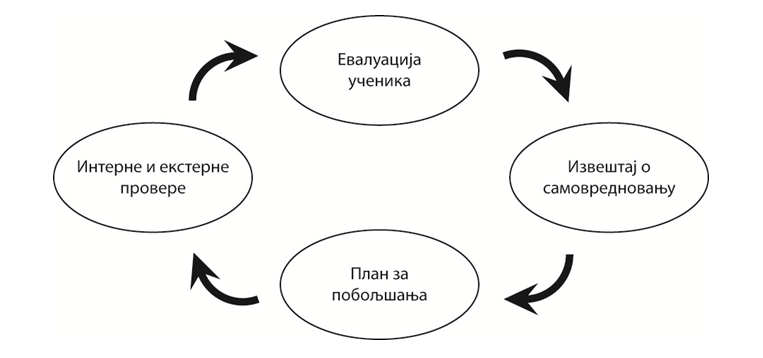 Евалуација
ученика
Извештај о
самовредновању
План за
побољшања
Интерне и екстерне
провере